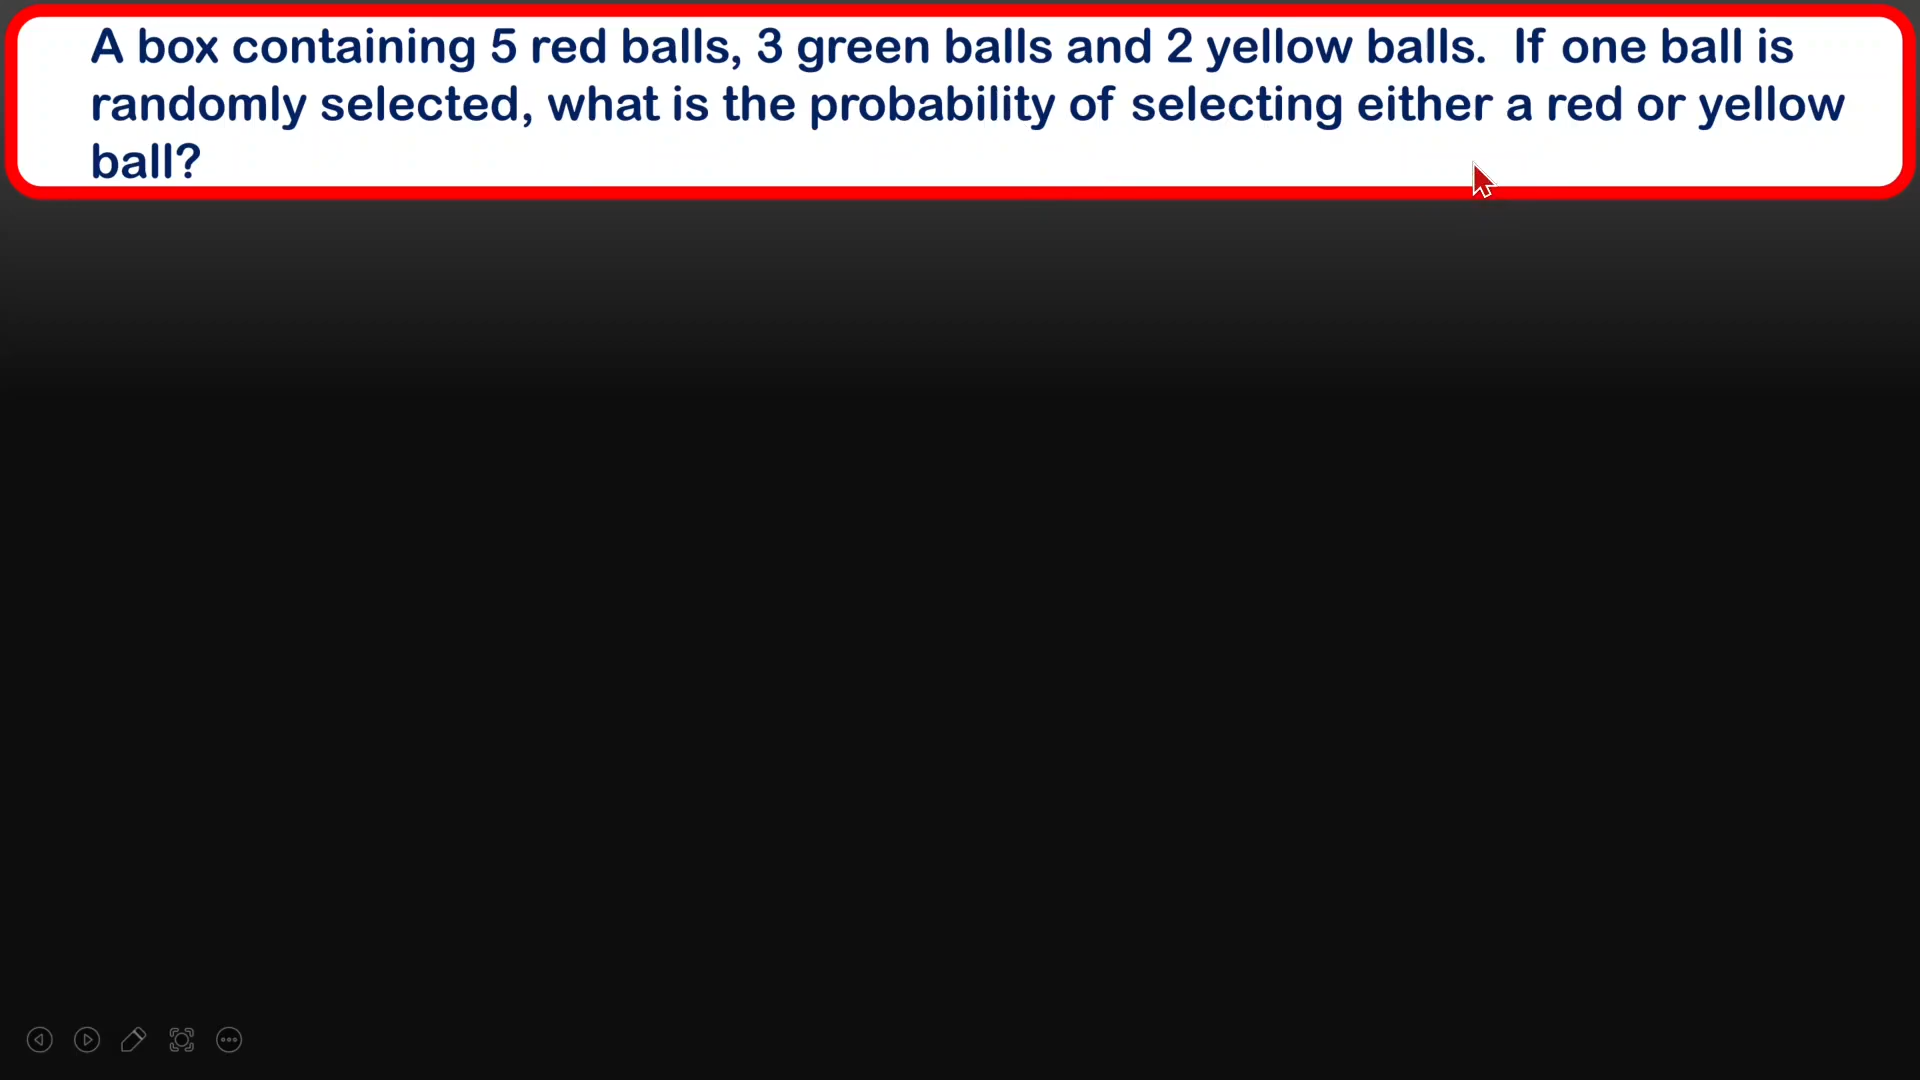 A box containing 5 red balls, 3 green balls and 2 yellow balls.  If one ball is
randomly selected, what is the probability of selecting either a red or yellow
ball?